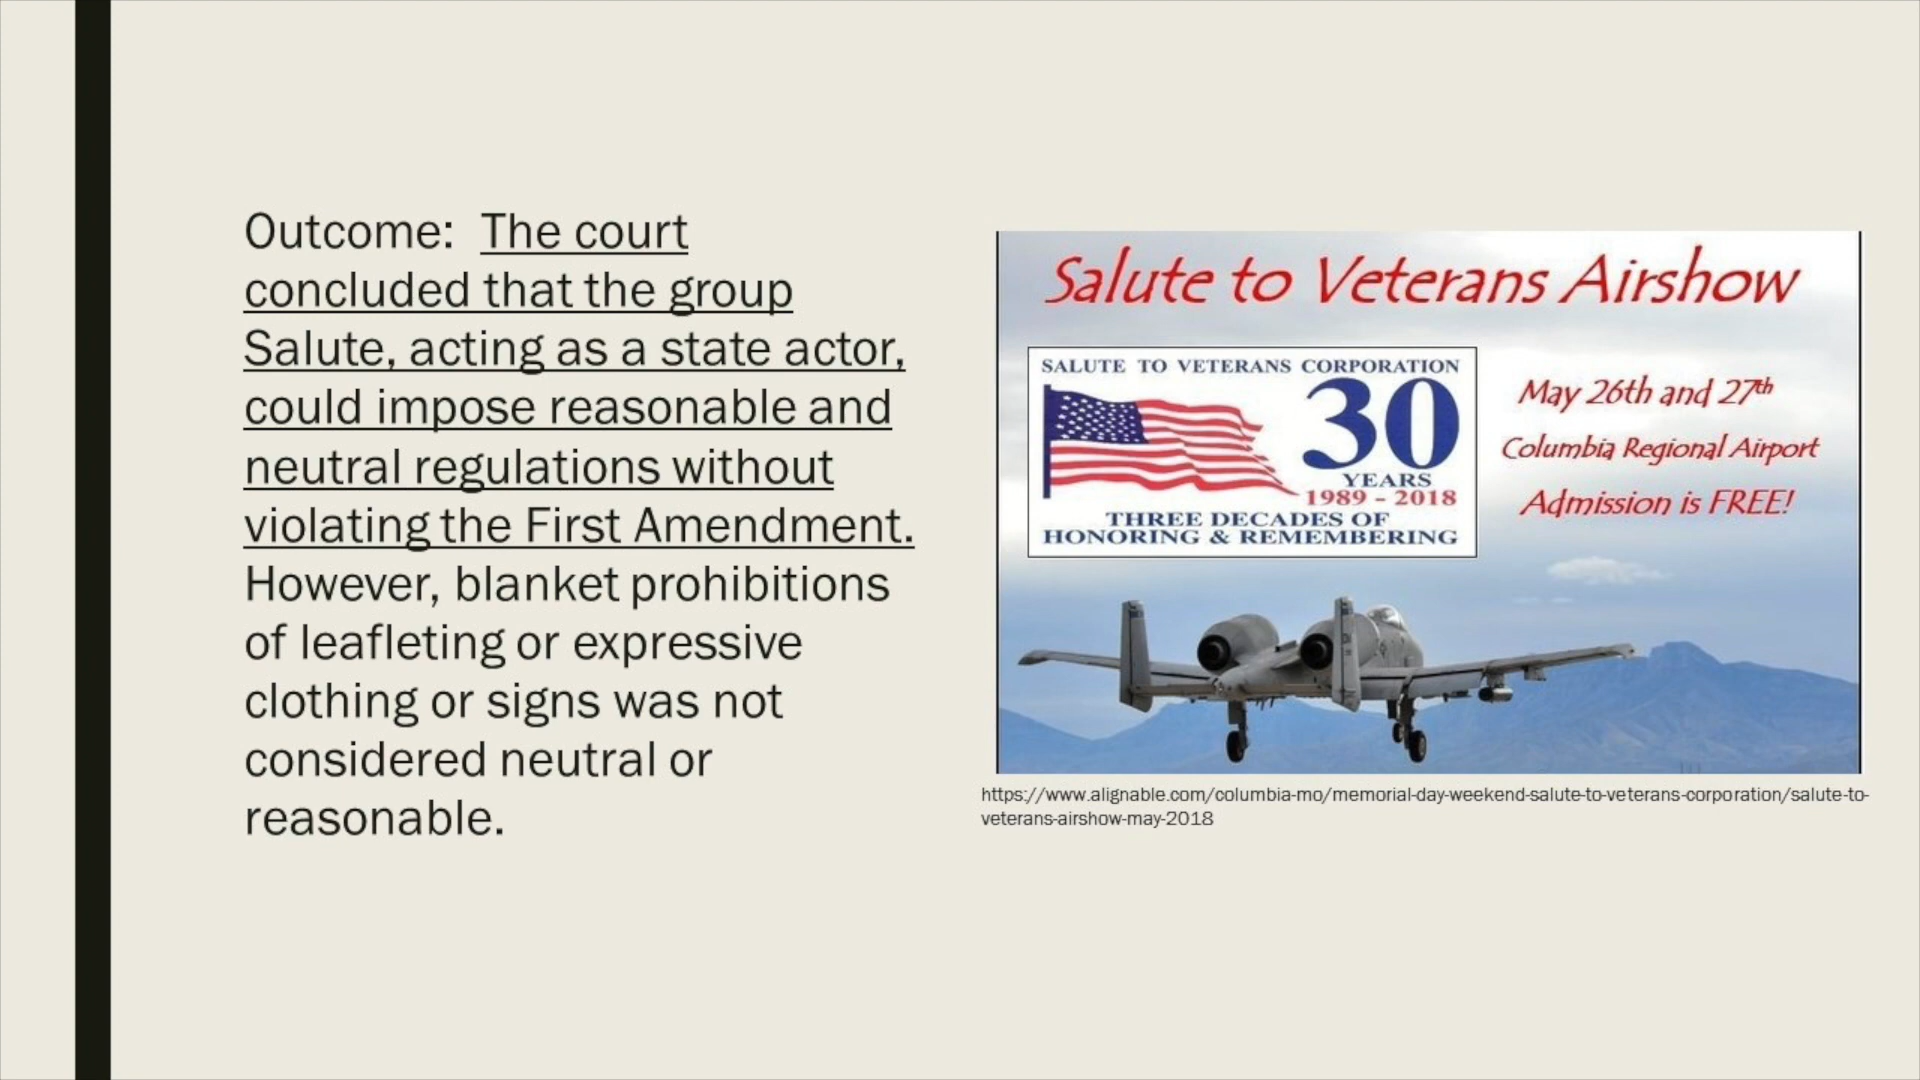 Outcome:  The court
concluded that the group
Salute, acting as a state actor,
could impose reasonable and
neutral regulations without
violating the First Amendment.
However, blanket prohibitions
of leafleting or expressive
clothing or signs was not
considered neutral or
reasonable.
Salute to Veterans Airshow
SALUTE TO VETERANS CORPORATION
30
YEARS
1989 - 2018
THREE DECADES OF
HONORING & REMEMBERING
May 26th and 27th
Columbia Regional Airport
Admission is FREE!
https://www.alignable.com/columbia-mo/memorial-day-weekend-salute-to-veterans-corporation/salute-to-
veterans-airshow-may-2018